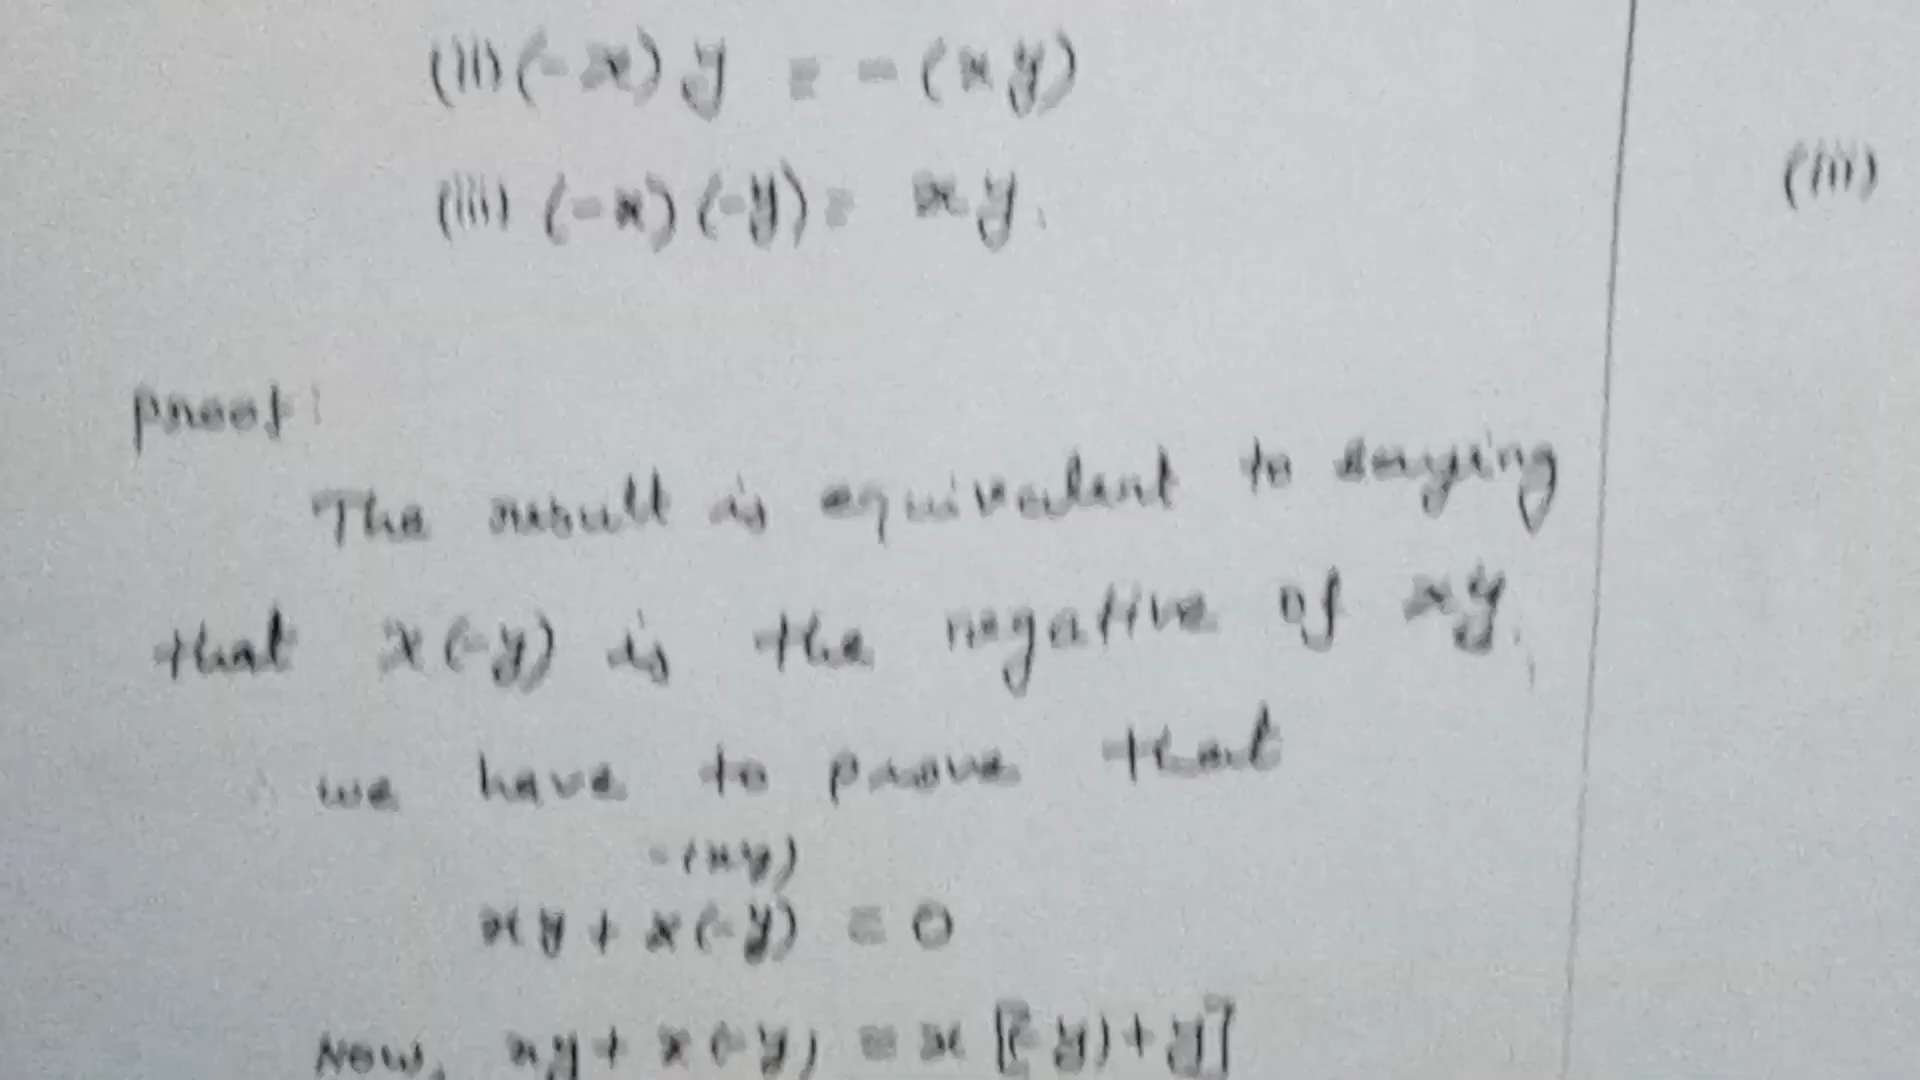 (ii) (-x) y = - (xy)
(iii) (-x) (-y) = xy.
proof:
The result is equivalent to saying
that x(-y) is the negative of xy.
we have to prove that
-(xy)
xy + x(-y) = 0
Now, xy + x(-y) = x [(-y) + y]
(iii)